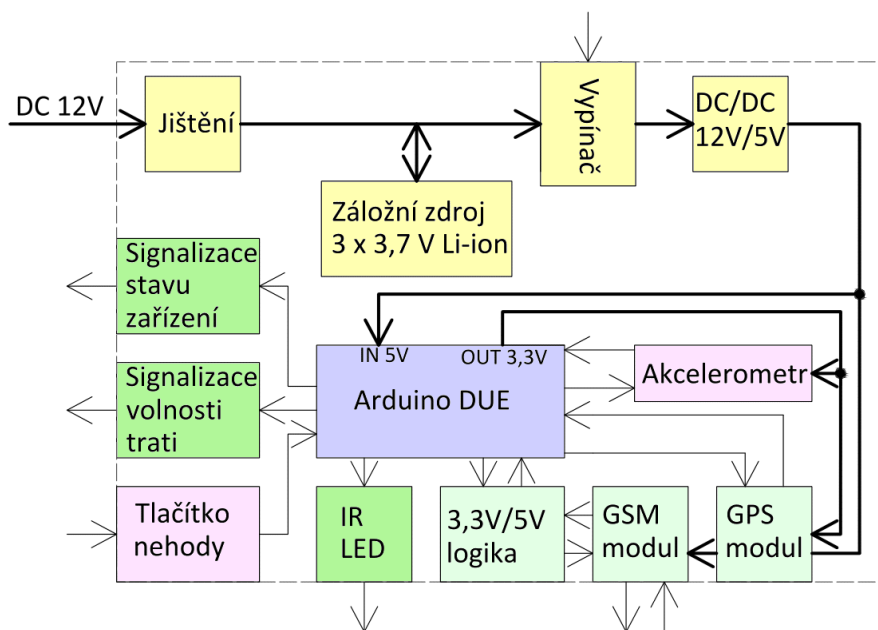 DC 12V
Jištění
Vypínač
DC/DC
12V/5V
Záložní zdroj
3 x 3,7 V Li-ion
Signalizace
stavu
zařízení
IN 5V
OUT 3,3V
Arduino DUE
Akcelerometr
Signalizace
volnosti
trati
Tlačítko
nehody
IR
LED
3,3V/5V
logika
GSM
modul
GPS
modul